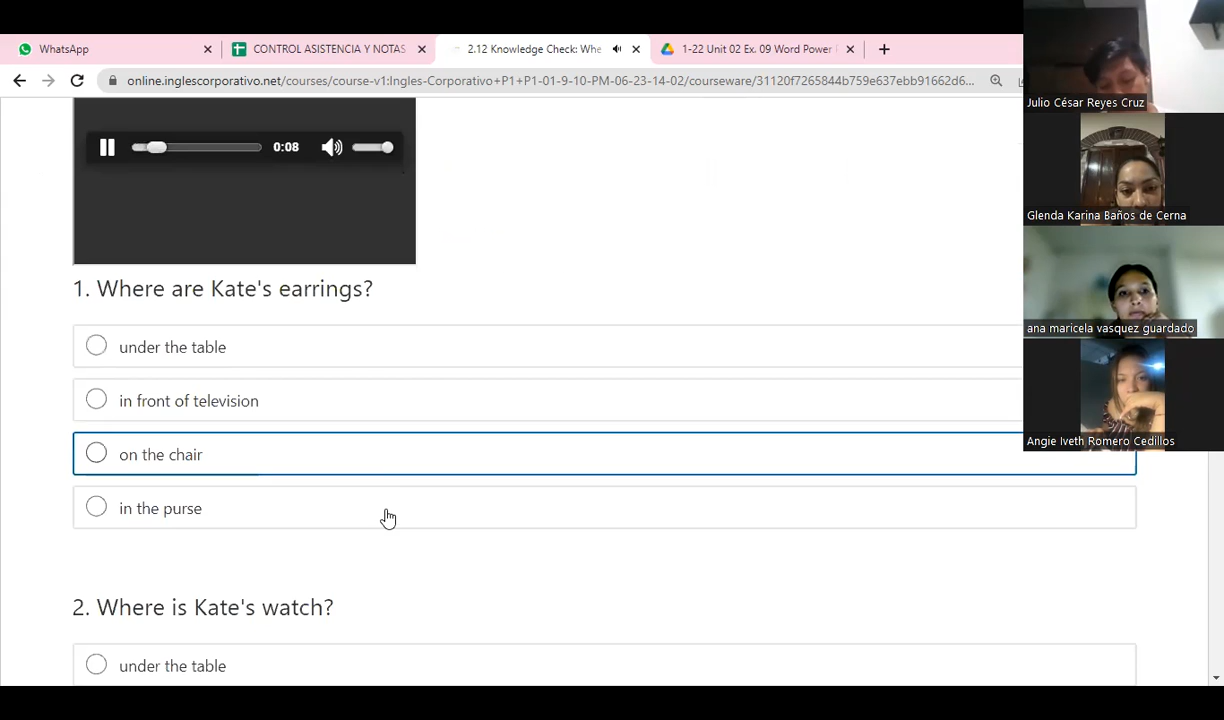 WhatsApp
CONTROL ASISTENCIA Y NOTAS
2.12 Knowledge Check: Whe
1-22 Unit 02 Ex. 09 Word Power
online.inglescorporativo.net/courses/course-v1:Ingles-Corporativo+P1+P1-01-9-10-PM-06-23-14-02/courseware/31120f7265844b759e637ebb91662d6...
0:08
1. Where are Kate's earrings?
under the table
in front of television
on the chair
in the purse
2. Where is Kate's watch?
under the table
Julio César Reyes Cruz
Glenda Karina Baños de Cerna
ana maricela vasquez guardado
Angie Iveth Romero Cedillos